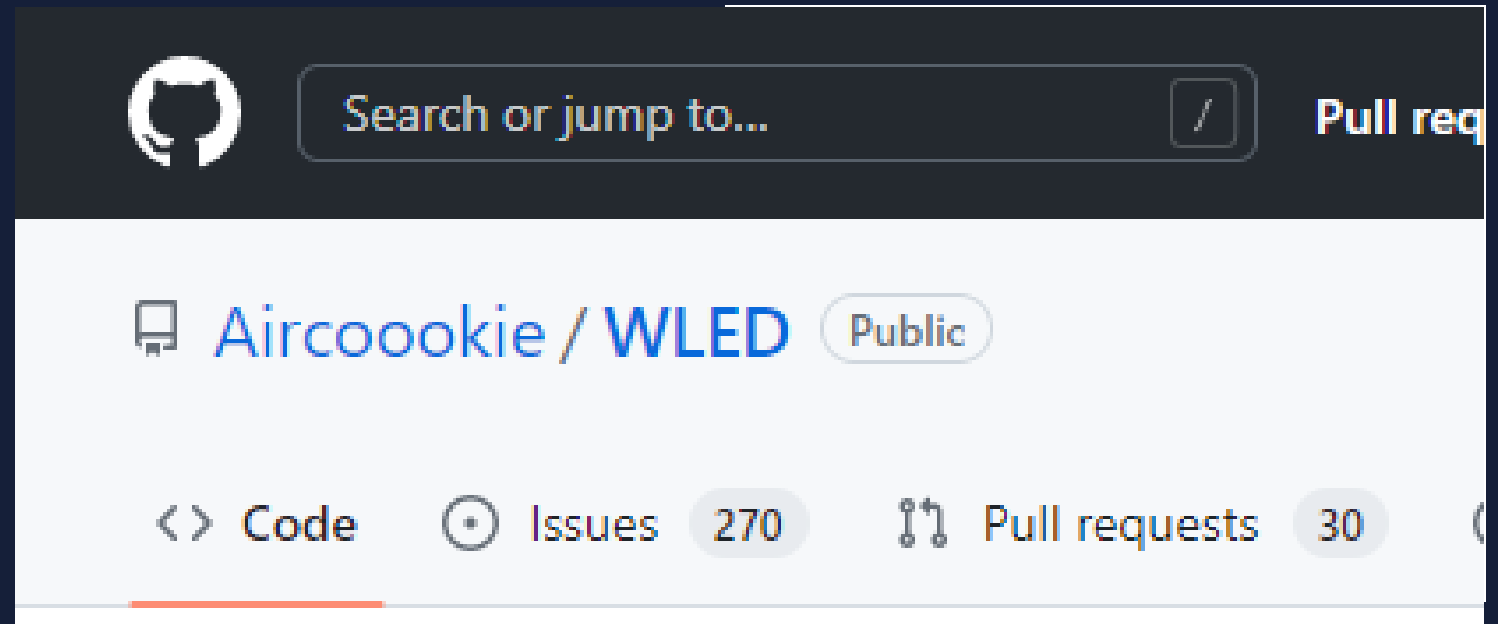 Search or jump to... / Pull req
Aircoookie / WLED Public
<> Code Issues 270 Pull requests 30